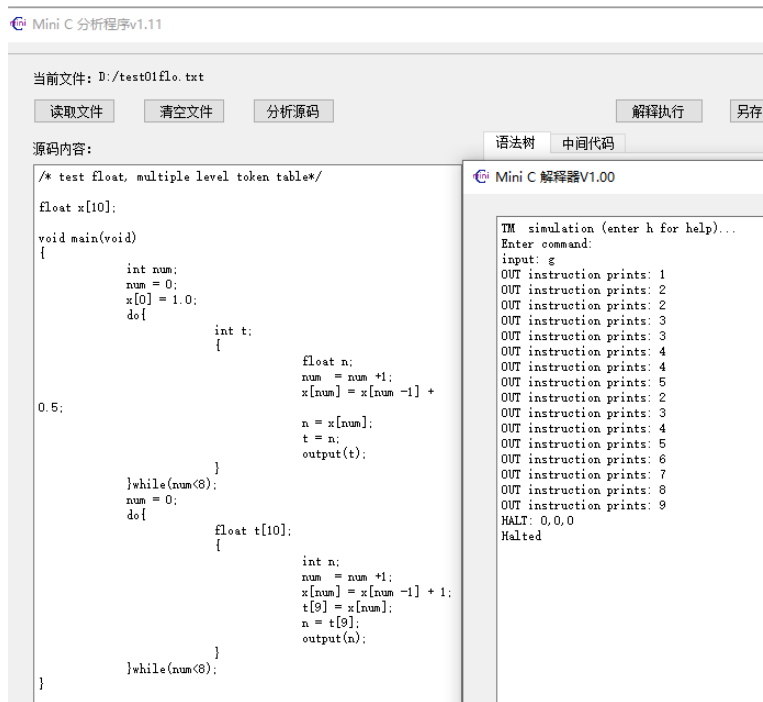 Mini C 分析程序v1.11
当前文件: D:/test01flo.txt
读取文件 清空文件 分析源码 解释执行 另存
源码内容:
语法树 中间代码
/* test float, multiple level token table*/
float x[10];
void main(void)
{
int num;
num = 0;
x[0] = 1.0;
do{
int t;
{
float n;
num  = num +1;
x[num] = x[num -1] +
0.5;
n = x[num];
t = n;
output(t);
}
}while(num<8);
num = 0;
do{
float t[10];
{
int n;
num  = num +1;
x[num] = x[num -1] + 1;
t[9] = x[num];
n = t[9];
output(n);
}
}while(num<8);
}
Mini C 解释器V1.00
TM  simulation (enter h for help)...
Enter command:
input: g
OUT instruction prints: 1
OUT instruction prints: 2
OUT instruction prints: 2
OUT instruction prints: 3
OUT instruction prints: 3
OUT instruction prints: 4
OUT instruction prints: 4
OUT instruction prints: 5
OUT instruction prints: 2
OUT instruction prints: 3
OUT instruction prints: 4
OUT instruction prints: 5
OUT instruction prints: 6
OUT instruction prints: 7
OUT instruction prints: 8
OUT instruction prints: 9
HALT: 0,0,0
Halted